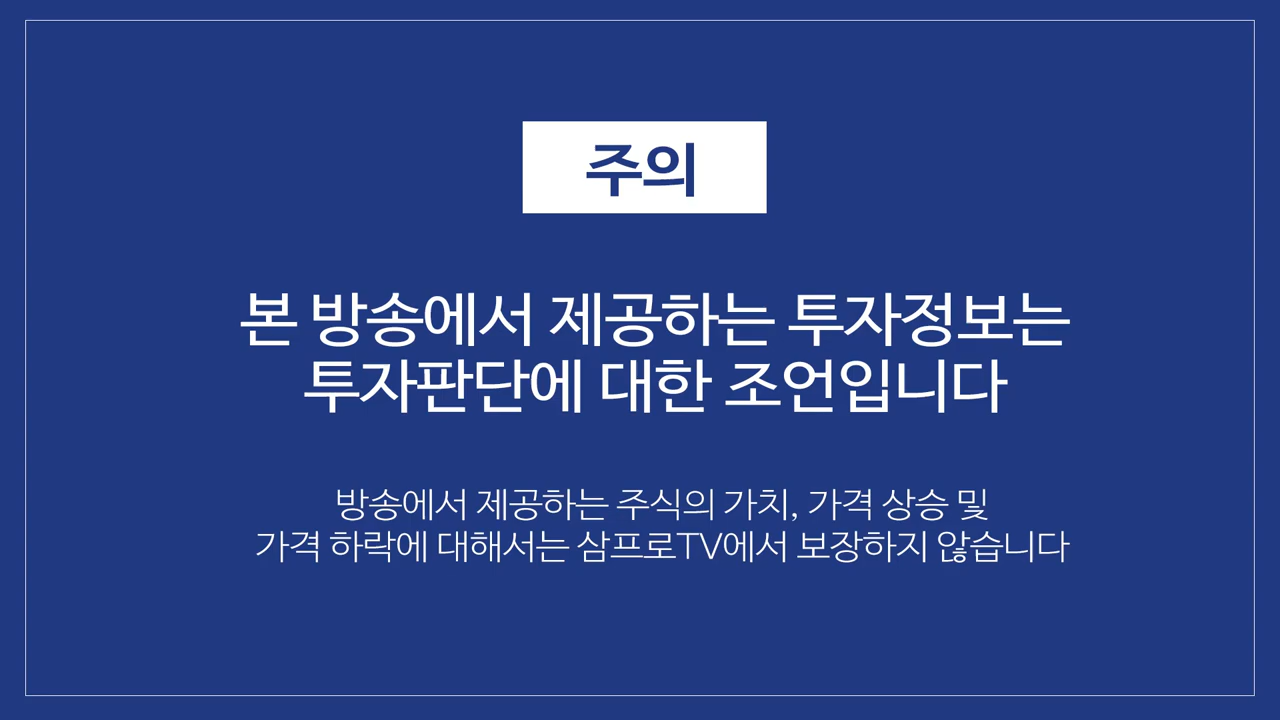 주의
본 방송에서 제공하는 투자정보는
투자판단에 대한 조언입니다
방송에서 제공하는 주식의 가치, 가격 상승 및
가격 하락에 대해서는 삼프로TV에서 보장하지 않습니다